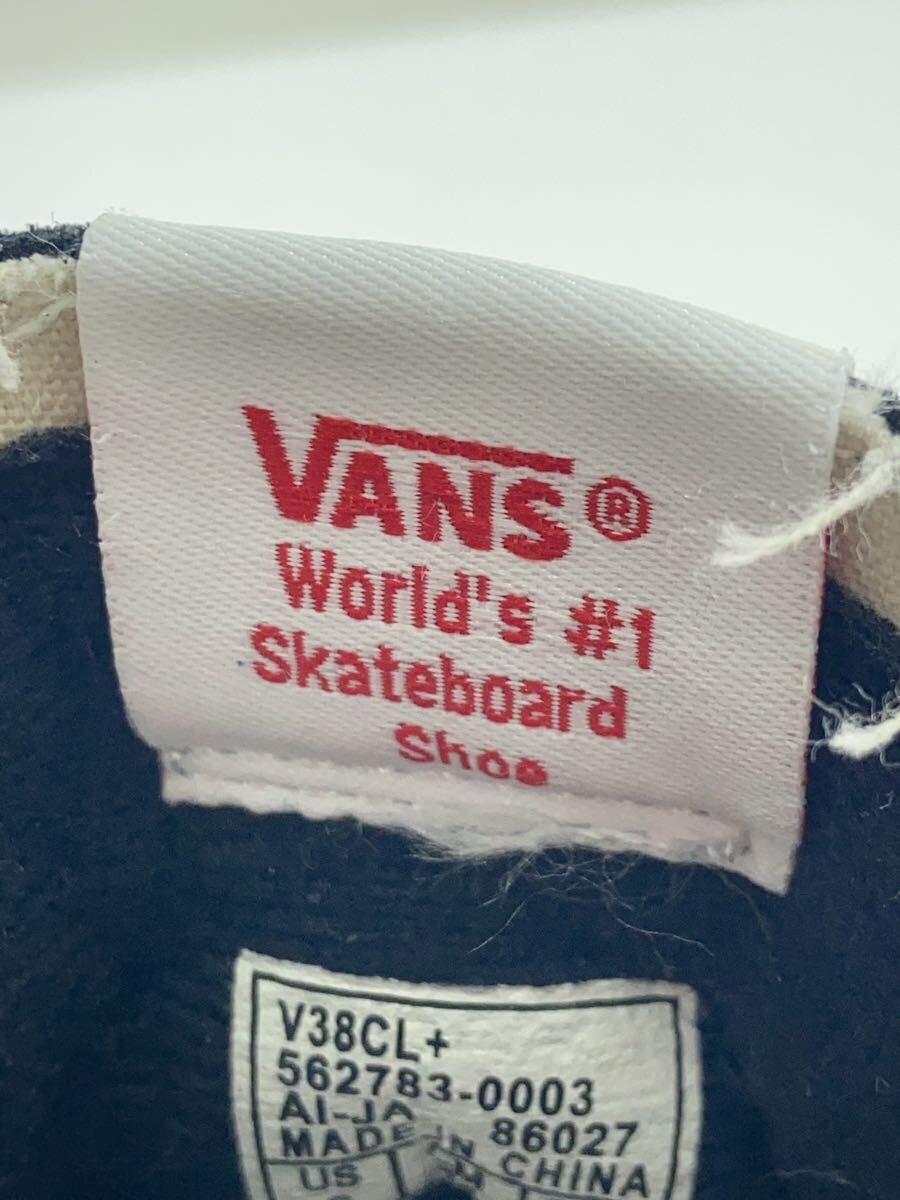 VANS®
World's #1
Skateboard
Shoe
V38CL+
562783-0003
AI-JA 86027
MADE IN CHINA
US